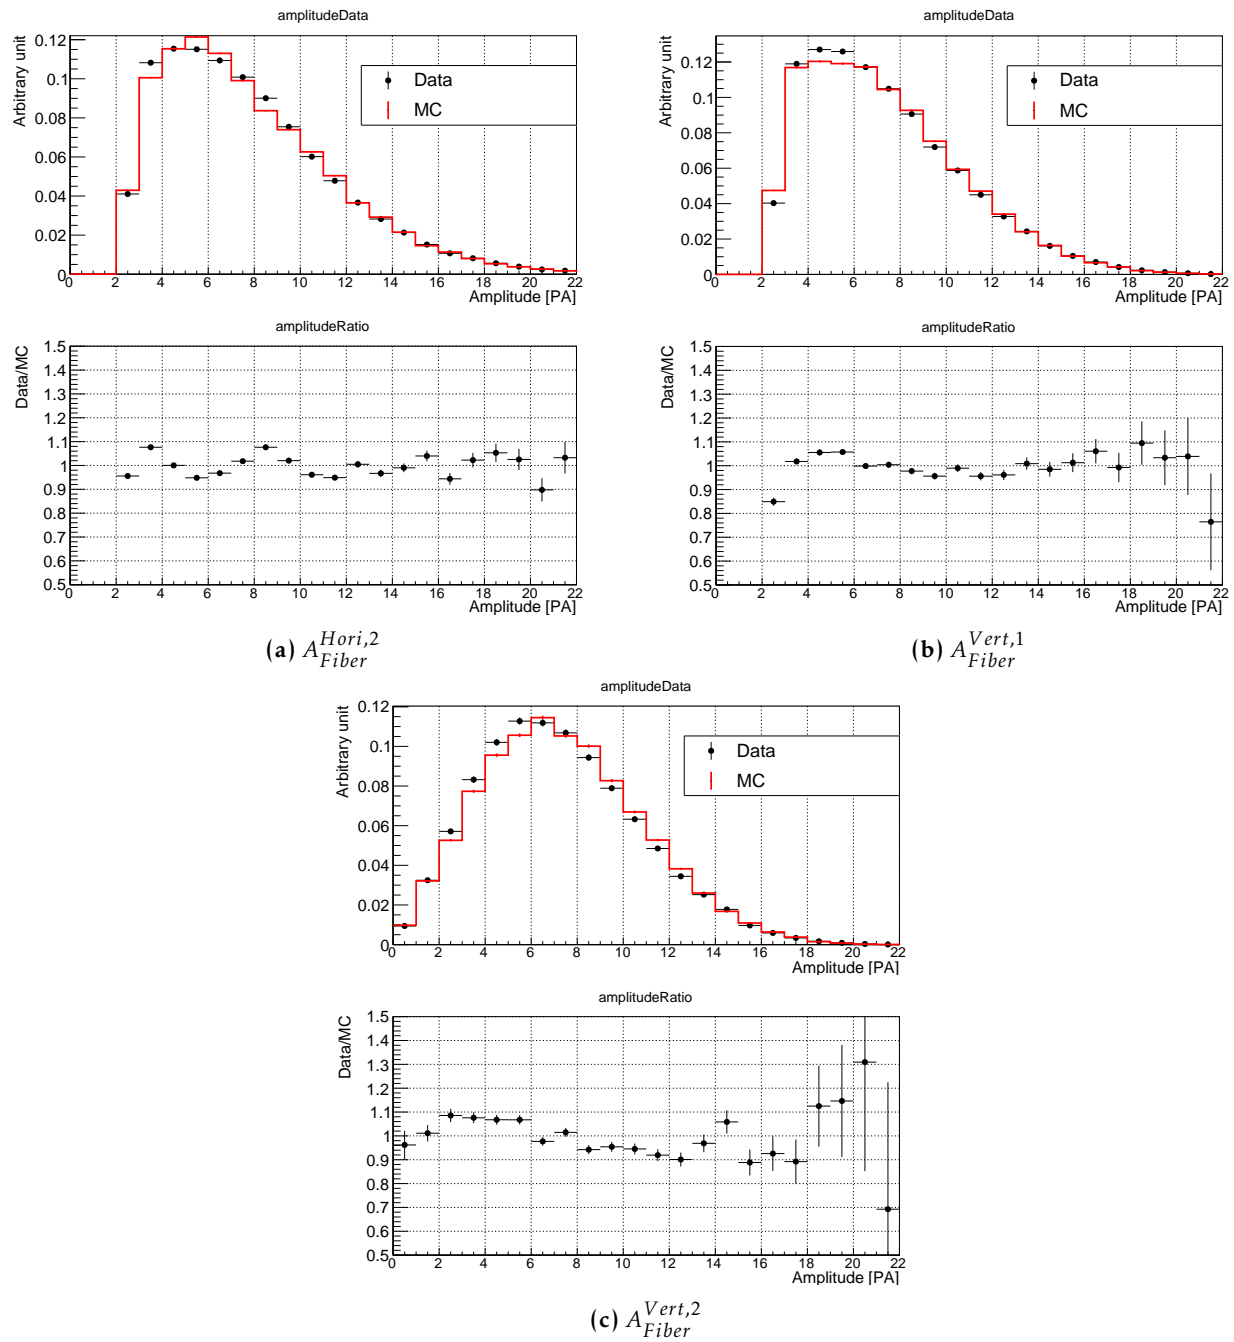 amplitudeData
Arbitrary unit
0.12
0.1
0.08
0.06
0.04
0.02
0
Data
MC
0 2 4 6 8 10 12 14 16 18 20 22
Amplitude [PA]
amplitudeRatio
Data/MC
1.5
1.4
1.3
1.2
1.1
1
0.9
0.8
0.7
0.6
0.5
0 2 4 6 8 10 12 14 16 18 20 22
Amplitude [PA]
(a) A^{Hori,2}_{Fiber}
amplitudeData
Arbitrary unit
0.12
0.1
0.08
0.06
0.04
0.02
0
Data
MC
0 2 4 6 8 10 12 14 16 18 20 22
Amplitude [PA]
amplitudeRatio
Data/MC
1.5
1.4
1.3
1.2
1.1
1
0.9
0.8
0.7
0.6
0.5
0 2 4 6 8 10 12 14 16 18 20 22
Amplitude [PA]
(b) A^{Vert,1}_{Fiber}
amplitudeData
Arbitrary unit
0.12
0.1
0.08
0.06
0.04
0.02
0
Data
MC
0 2 4 6 8 10 12 14 16 18 20 22
Amplitude [PA]
amplitudeRatio
Data/MC
1.5
1.4
1.3
1.2
1.1
1
0.9
0.8
0.7
0.6
0.5
0 2 4 6 8 10 12 14 16 18 20 22
Amplitude [PA]
(c) A^{Vert,2}_{Fiber}